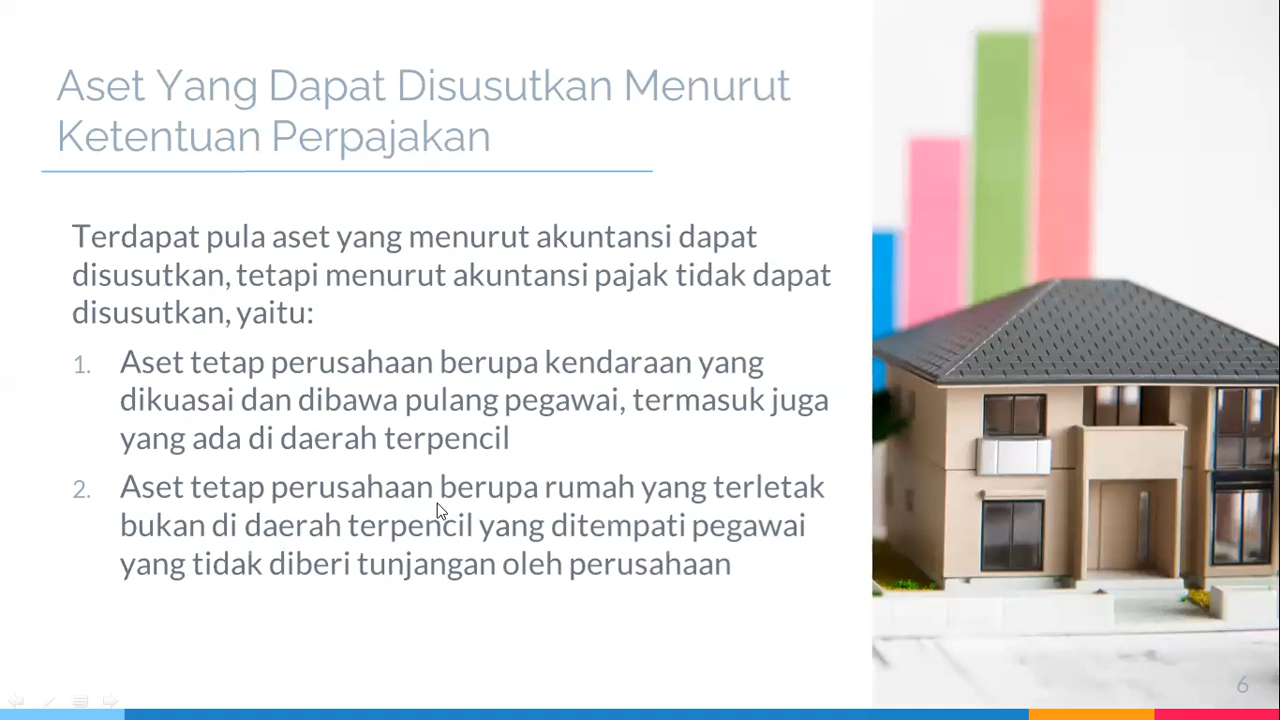 Aset Yang Dapat Disusutkan Menurut
Ketentuan Perpajakan
Terdapat pula aset yang menurut akuntansi dapat
disusutkan, tetapi menurut akuntansi pajak tidak dapat
disusutkan, yaitu:
1. Aset tetap perusahaan berupa kendaraan yang
dikuasai dan dibawa pulang pegawai, termasuk juga
yang ada di daerah terpencil
2. Aset tetap perusahaan berupa rumah yang terletak
bukan di daerah terpencil yang ditempati pegawai
yang tidak diberi tunjangan oleh perusahaan
6